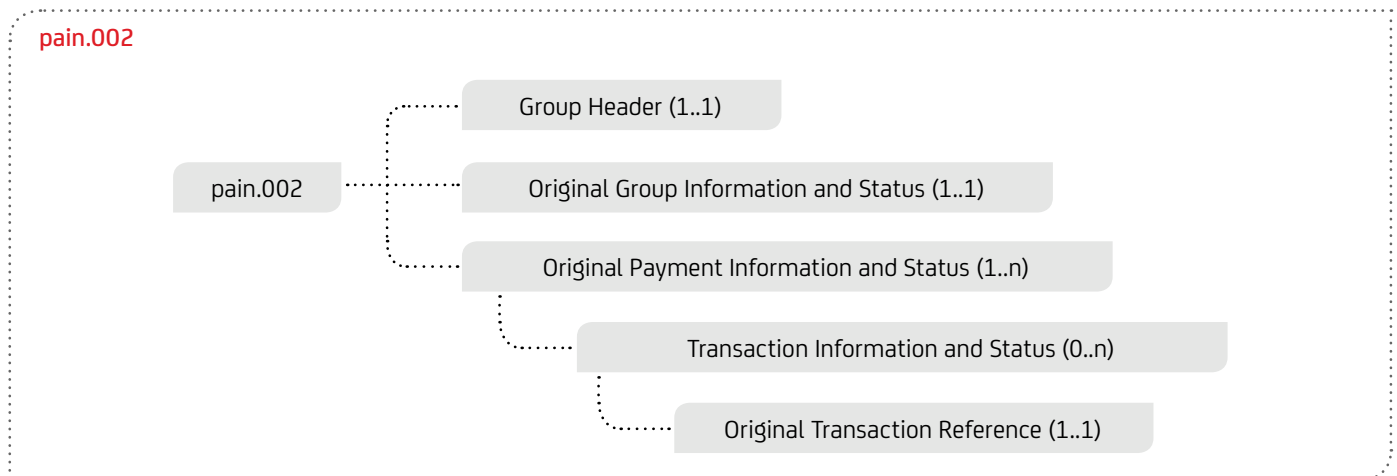 pain.002
Group Header (1..1)
pain.002
Original Group Information and Status (1..1)
Original Payment Information and Status (1..n)
Transaction Information and Status (0..n)
Original Transaction Reference (1..1)